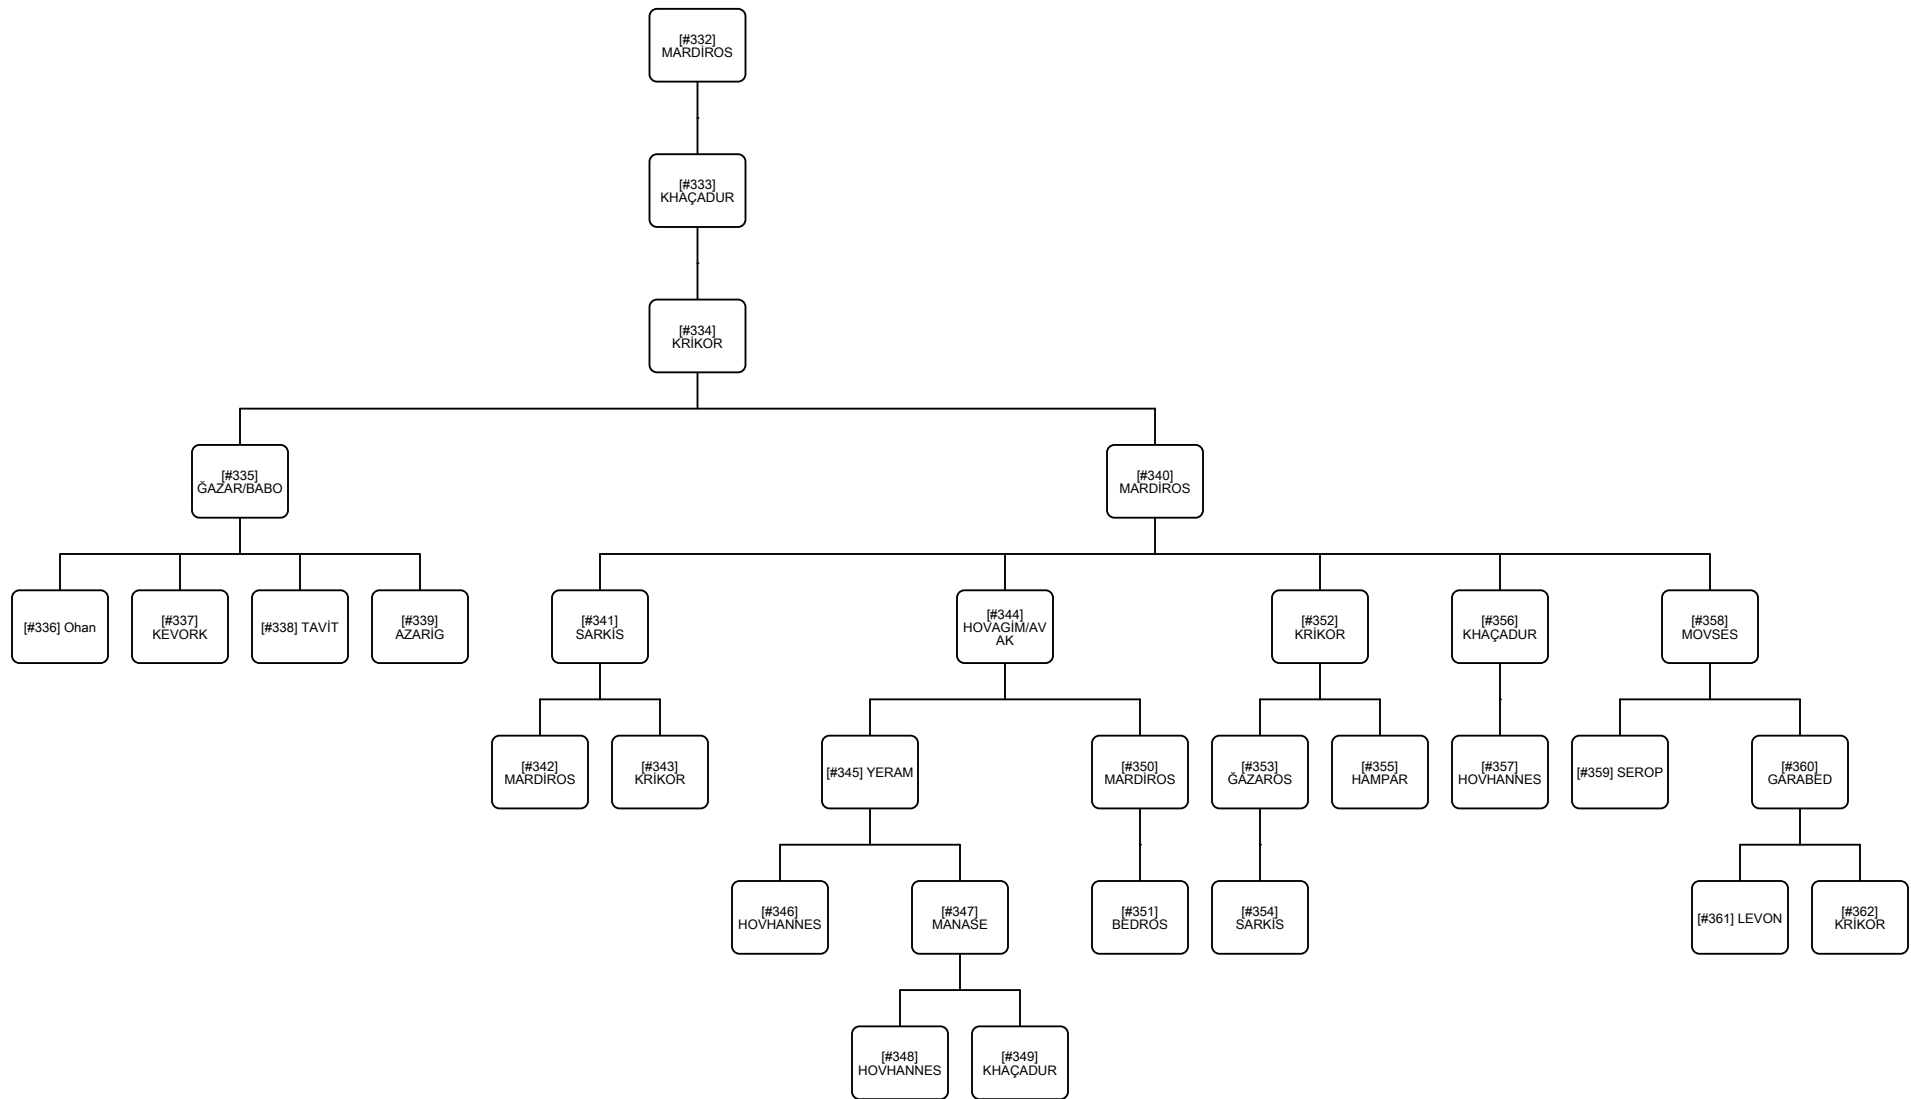 [#332]
MARDİROS
[#333]
KHAÇADUR
[#334]
KRİKOR
[#335]
ĞAZAR/BABO
[#340]
MARDİROS
[#336] Ohan
[#337]
KEVORK
[#338] TAVİT
[#339]
AZARİG
[#341]
SARKİS
[#344]
HOVAGİM/AV
AK
[#352]
KRİKOR
[#356]
KHAÇADUR
[#358]
MOVSES
[#342]
MARDİROS
[#343]
KRİKOR
[#345] YERAM
[#350]
MARDİROS
[#353]
ĞAZAROS
[#355]
HAMPAR
[#357]
HOVHANNES
[#359] SEROP
[#360]
GARABED
[#346]
HOVHANNES
[#347]
MANASE
[#351]
BEDROS
[#354]
SARKİS
[#361] LEVON
[#362]
KRİKOR
[#348]
HOVHANNES
[#349]
KHAÇADUR